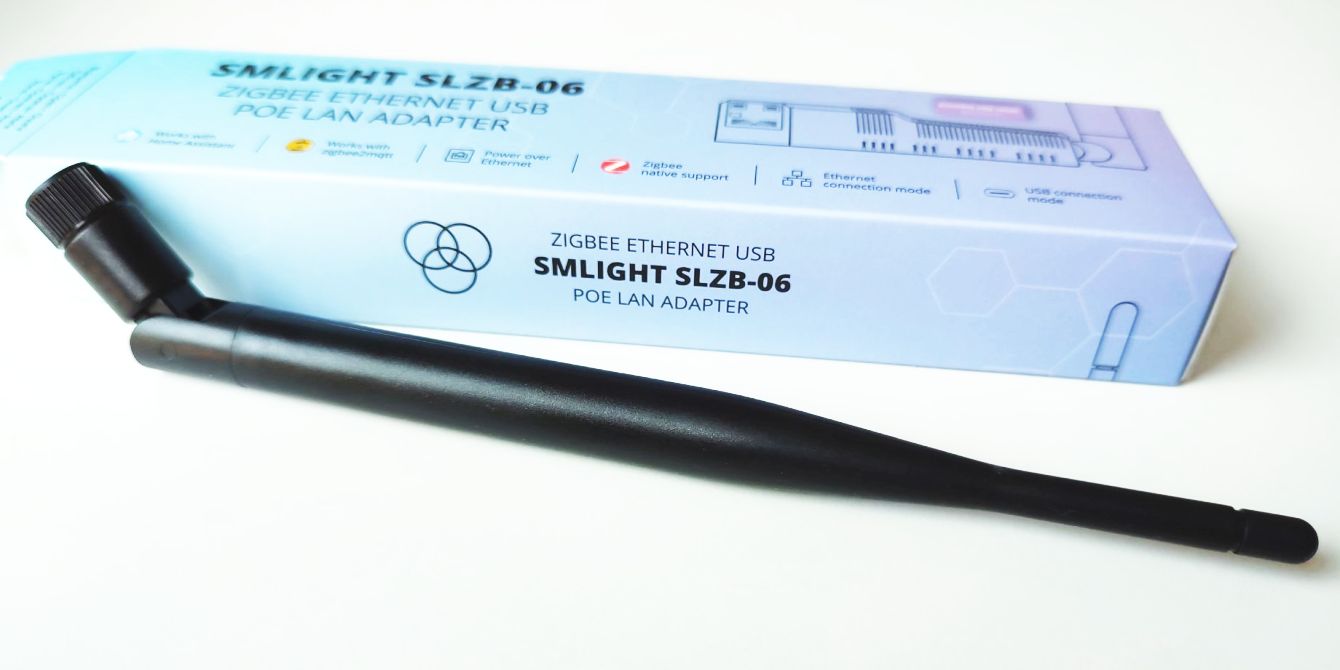 SMLIGHT SLZB-06
ZIGBEE ETHERNET USB
POE LAN ADAPTER
Works with
Home Assistant
Works with
zigbee2mqtt
Power over
Ethernet
Zigbee
native support
Ethernet
connection mode
USB connection
mode
ZIGBEE ETHERNET USB
SMLIGHT SLZB-06
POE LAN ADAPTER